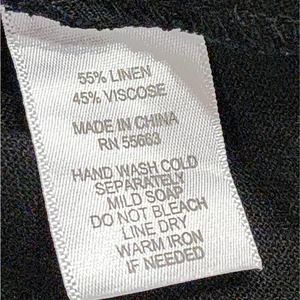 55% LINEN
45% VISCOSE
MADE IN CHINA
RN 55663
HAND WASH COLD
SEPARATELY
MILD SOAP
DO NOT BLEACH
LINE DRY
WARM IRON
IF NEEDED